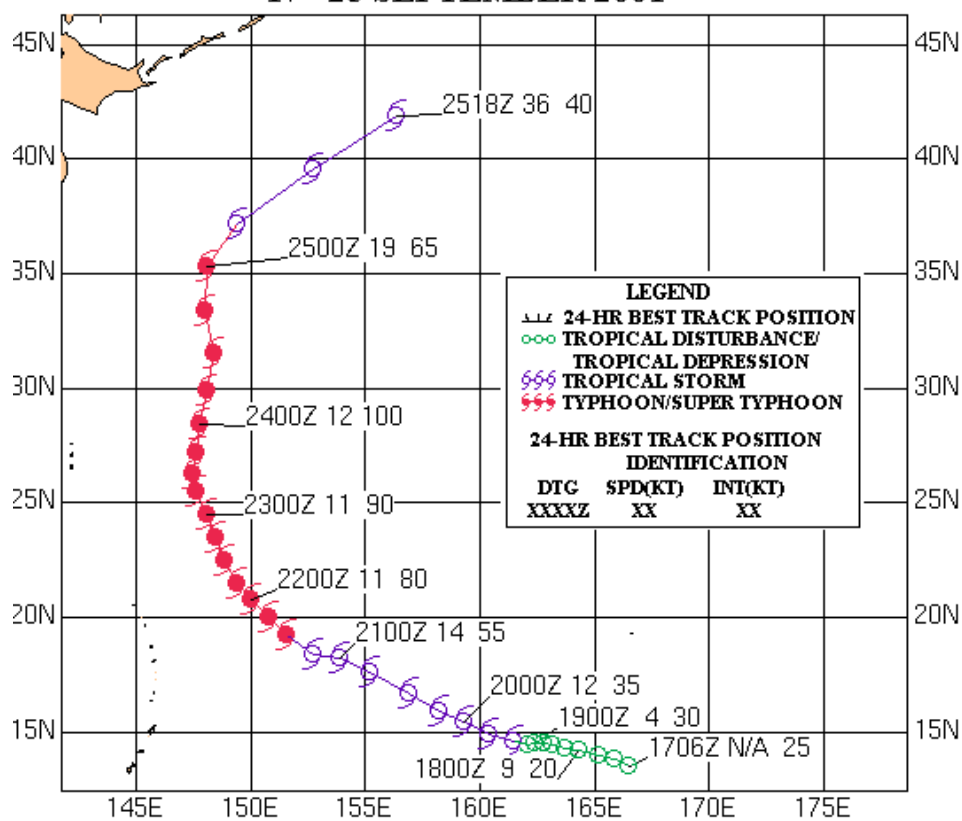 45N 45N
2518Z 36 40
40N 40N
2500Z 19 65
35N 35N
LEGEND
24-HR BEST TRACK POSITION
TROPICAL DISTURBANCE/
TROPICAL DEPRESSION
TROPICAL STORM
TYPHOON/SUPER TYPHOON
30N 30N
2400Z 12 100
24-HR BEST TRACK POSITION
IDENTIFICATION
DTG SPD(KT) INT(KT)
XXXXZ XX XX
25N 25N
2300Z 11 90
2200Z 11 80
20N 20N
2100Z 14 55
2000Z 12 35
1900Z 4 30
15N 15N
1706Z N/A 25
1800Z 9 20
145E 150E 155E 160E 165E 170E 175E